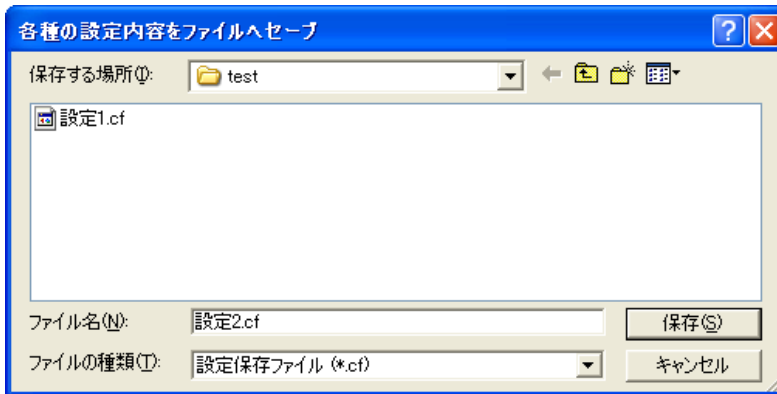 各種の設定内容をファイルへセーブ
保存する場所(I): test
設定1.cf
ファイル名(N): 設定2.cf 保存(S)
ファイルの種類(T): 設定保存ファイル (*.cf) キャンセル